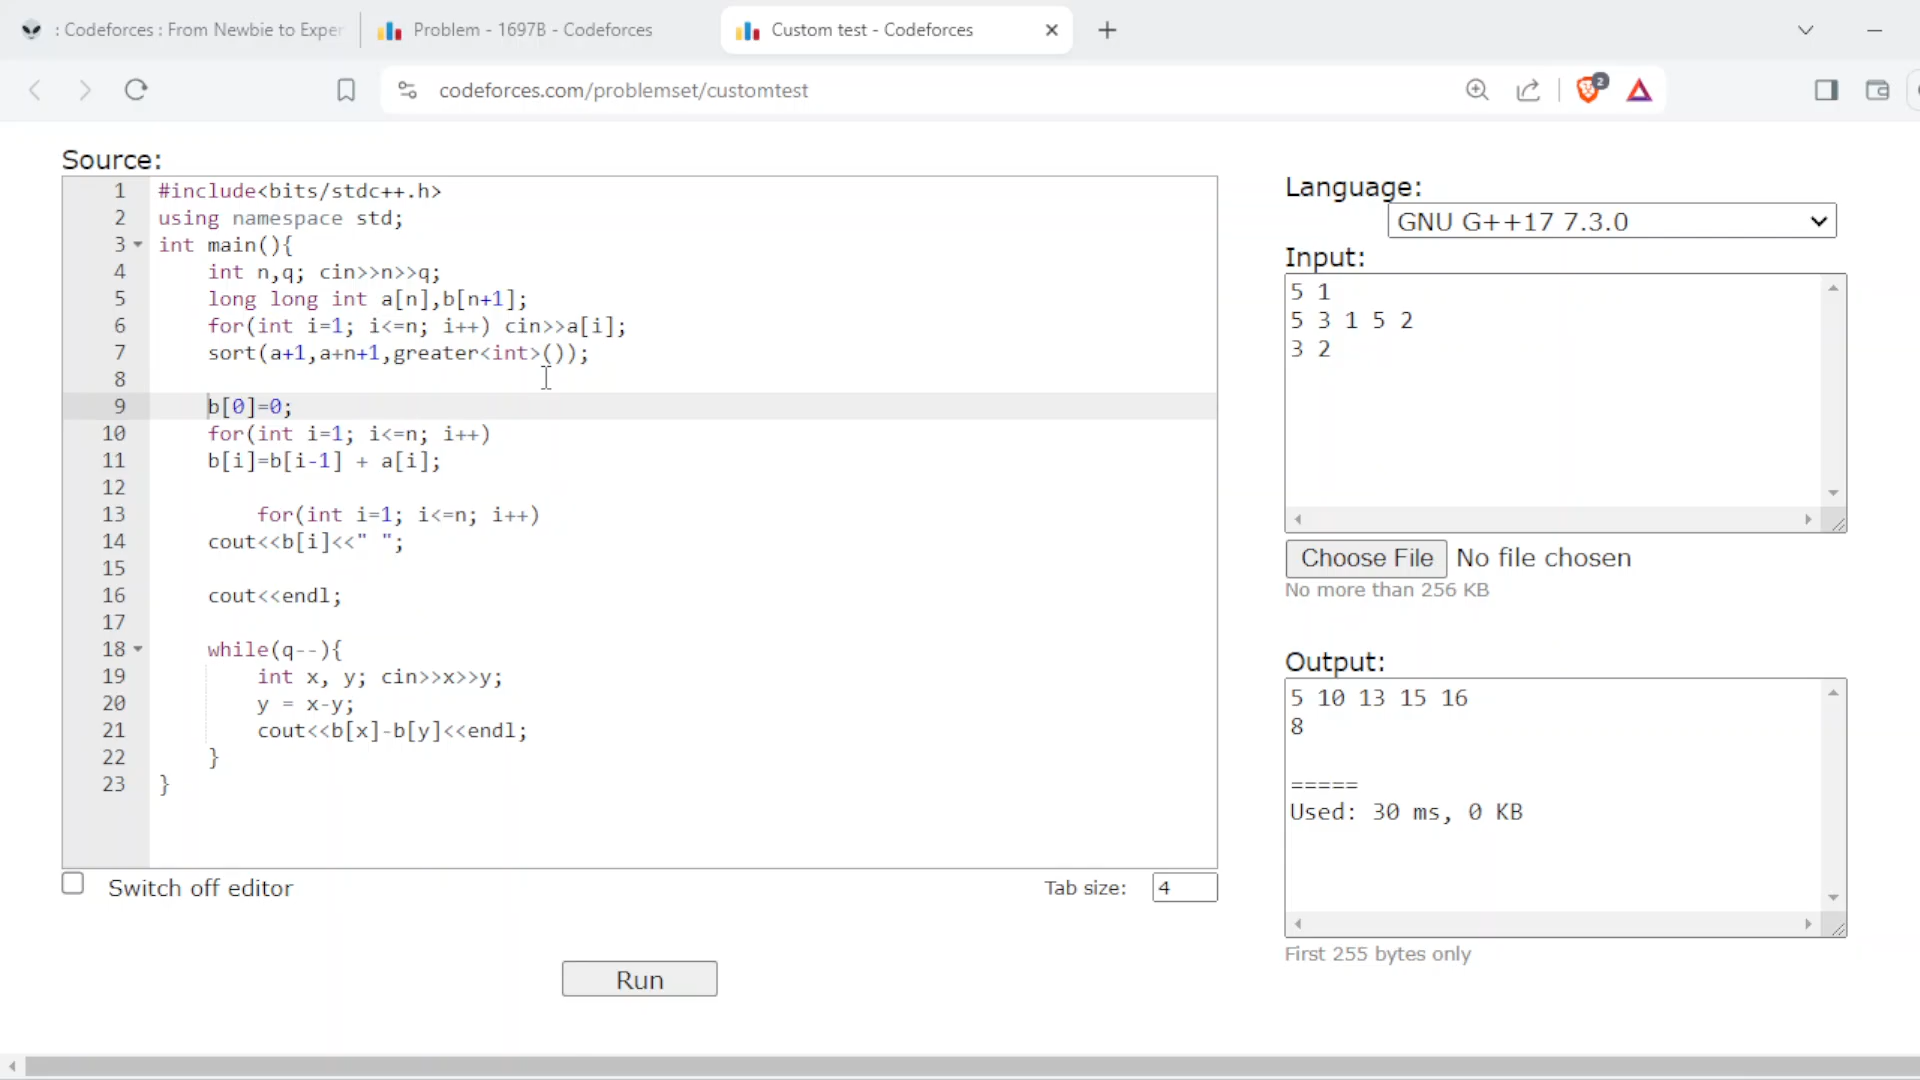 : Codeforces : From Newbie to Exper
Problem - 1697B - Codeforces
Custom test - Codeforces
codeforces.com/problemset/customtest
2
Source:
1 #include<bits/stdc++.h>
2 using namespace std;
3 int main(){
4 int n,q; cin>>n>>q;
5 long long int a[n],b[n+1];
6 for(int i=1; i<=n; i++) cin>>a[i];
7 sort(a+1,a+n+1,greater<int>());
8
9 b[0]=0;
10 for(int i=1; i<=n; i++)
11 b[i]=b[i-1] + a[i];
12
13 for(int i=1; i<=n; i++)
14 cout<<b[i]<<" ";
15
16 cout<<endl;
17
18 while(q--){
19 int x, y; cin>>x>>y;
20 y = x-y;
21 cout<<b[x]-b[y]<<endl;
22 }
23 }
Switch off editor
Tab size: 4
Run
Language:
GNU G++17 7.3.0
Input:
5 1
5 3 1 5 2
3 2
Choose File No file chosen
No more than 256 KB
Output:
5 10 13 15 16
8
=====
Used: 30 ms, 0 KB
First 255 bytes only